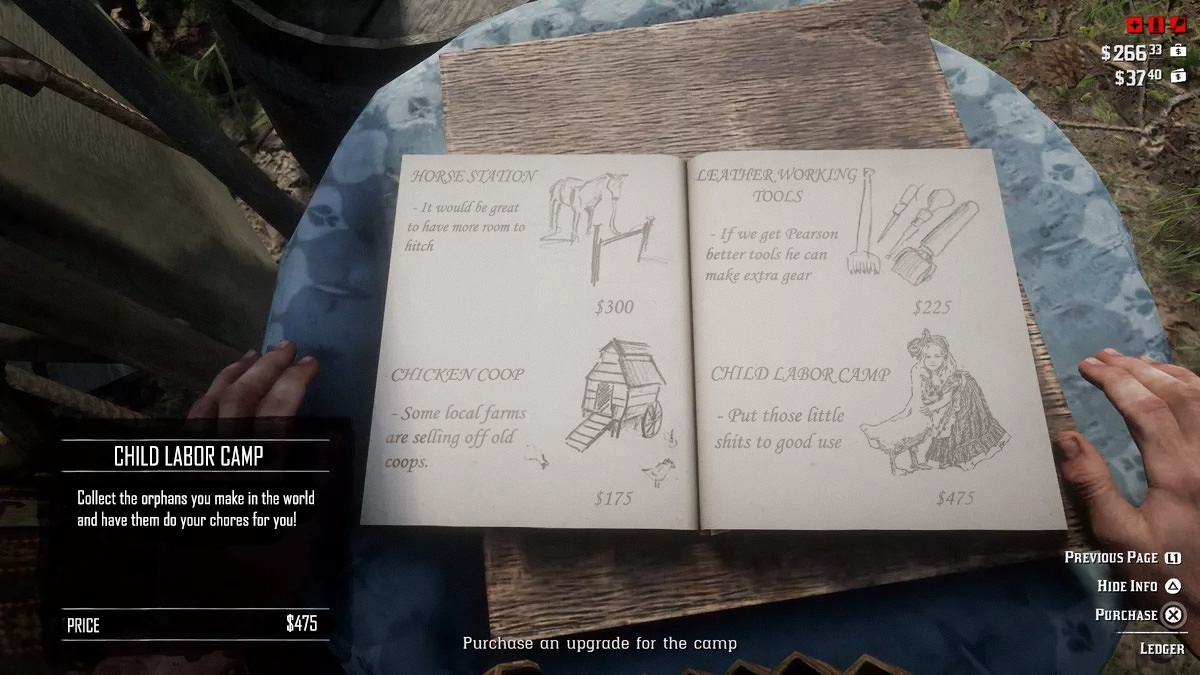 $266 33
$37 40
HORSE STATION
- It would be great
to have more room to
hitch
$300
CHICKEN COOP
- Some local farms
are selling off old
coops.
$175
LEATHER WORKING
TOOLS
- If we get Pearson
better tools he can
make extra gear
$225
CHILD LABOR CAMP
- Put those little
shits to good use
$475
CHILD LABOR CAMP
Collect the orphans you make in the world
and have them do your chores for you!
PRICE $475
Purchase an upgrade for the camp
PREVIOUS PAGE L1
HIDE INFO
PURCHASE
LEDGER